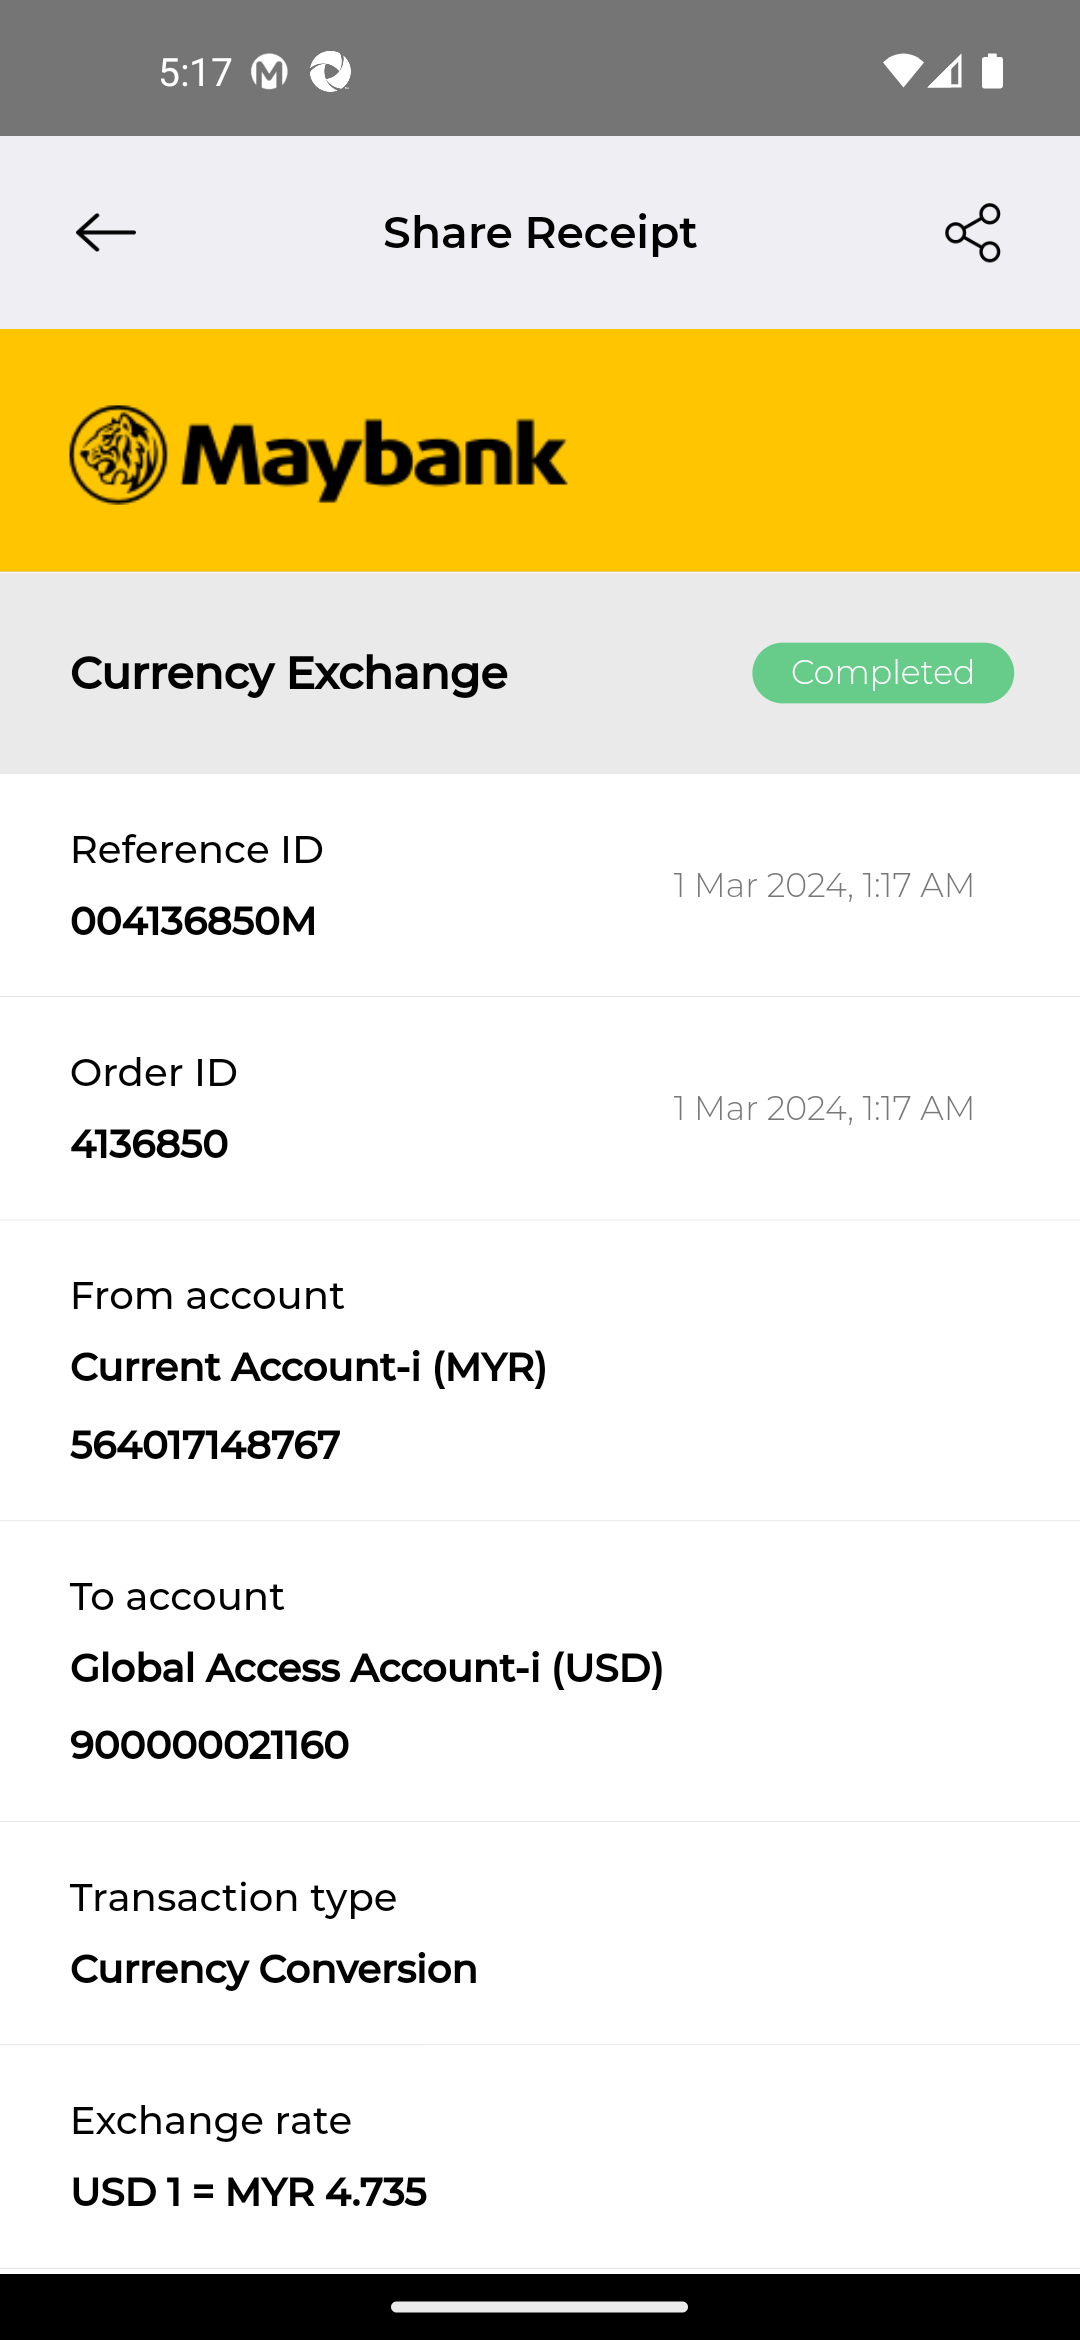 5:17
Share Receipt
Maybank
Currency Exchange
Completed
Reference ID
1 Mar 2024, 1:17 AM
004136850M
Order ID
1 Mar 2024, 1:17 AM
4136850
From account
Current Account-i (MYR)
564017148767
To account
Global Access Account-i (USD)
900000021160
Transaction type
Currency Conversion
Exchange rate
USD 1 = MYR 4.735